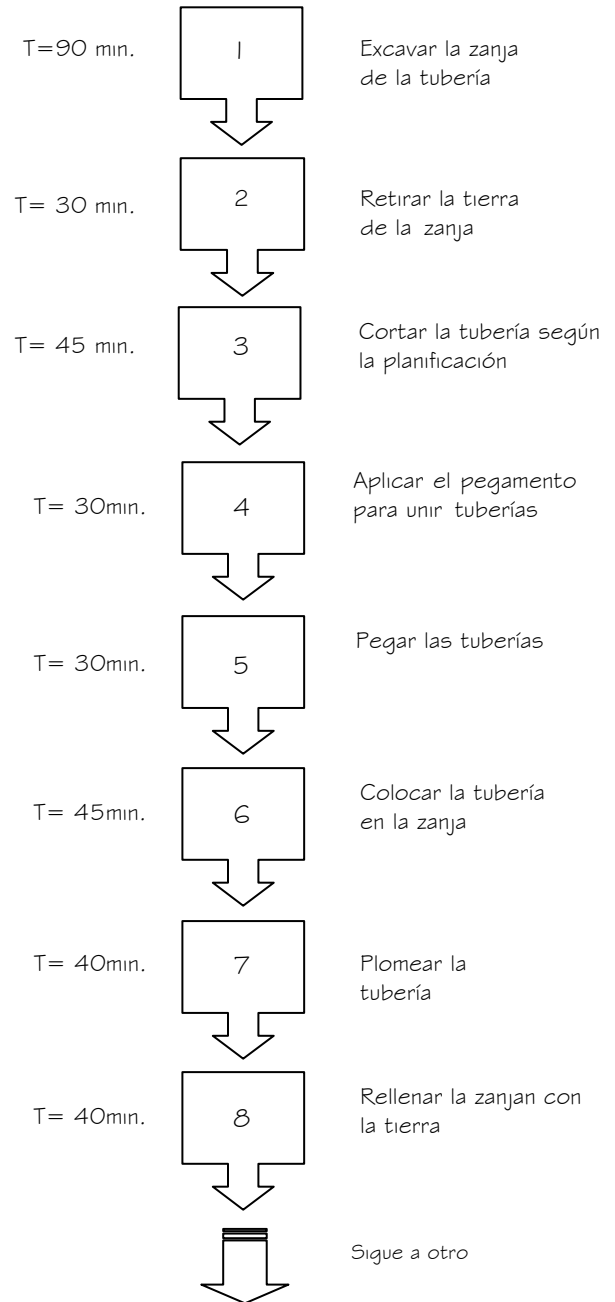 T=90 min.
1
Excavar la zanja
de la tubería
T= 30 min.
2
Retirar la tierra
de la zanja
T= 45 min.
3
Cortar la tubería según
la planificación
T= 30min.
4
Aplicar el pegamento
para unir tuberías
T= 30min.
5
Pegar las tuberías
T= 45min.
6
Colocar la tubería
en la zanja
T= 40min.
7
Plomear la
tubería
T= 40min.
8
Rellenar la zanjan con
la tierra
Sigue a otro